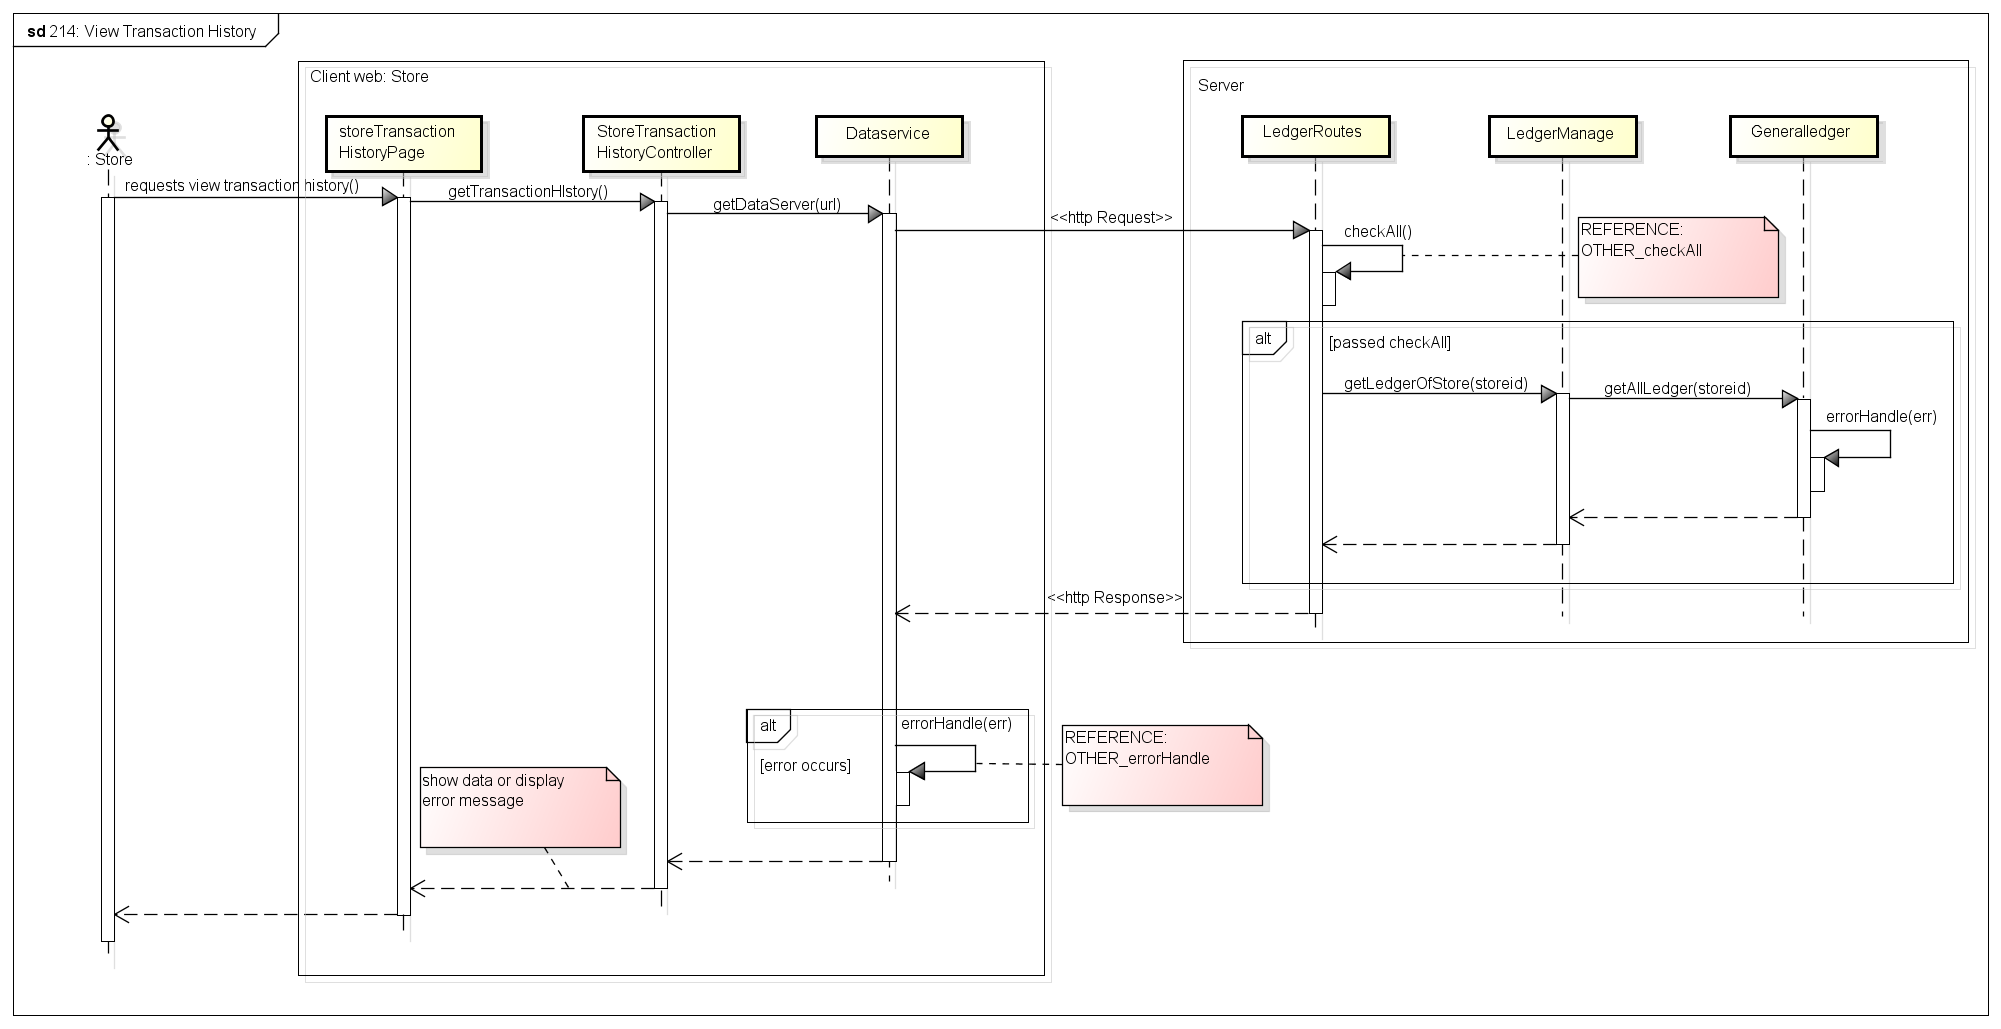 sd 214: View Transaction History
Client web: Store
Server
: Store
storeTransaction
HistoryPage
StoreTransaction
HistoryController
Dataservice
LedgerRoutes
LedgerManage
Generalledger
requests view transaction history()
getTransactionHIstory()
getDataServer(url)
<<http Request>>
checkAll()
REFERENCE:
OTHER_checkAll
alt
[passed checkAll]
getLedgerOfStore(storeid)
getAllLedger(storeid)
errorHandle(err)
<<http Response>>
alt
errorHandle(err)
[error occurs]
REFERENCE:
OTHER_errorHandle
show data or display
error message